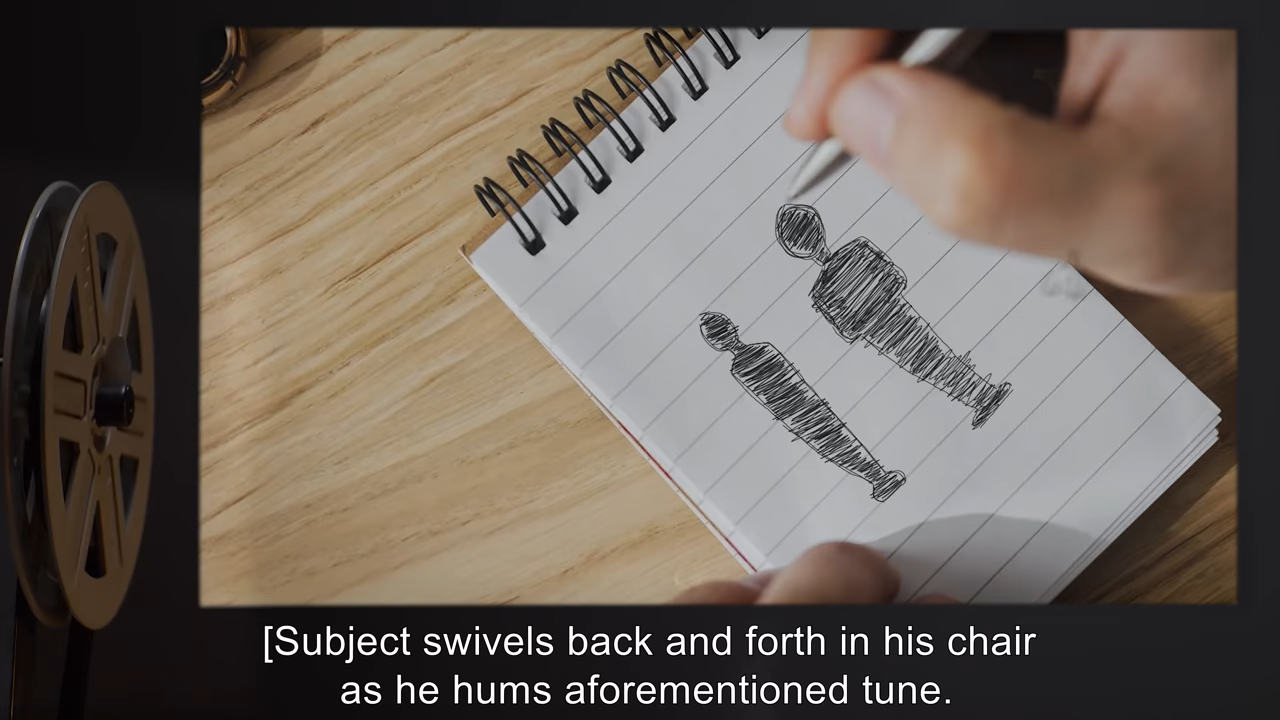 [Subject swivels back and forth in his chair
as he hums aforementioned tune.